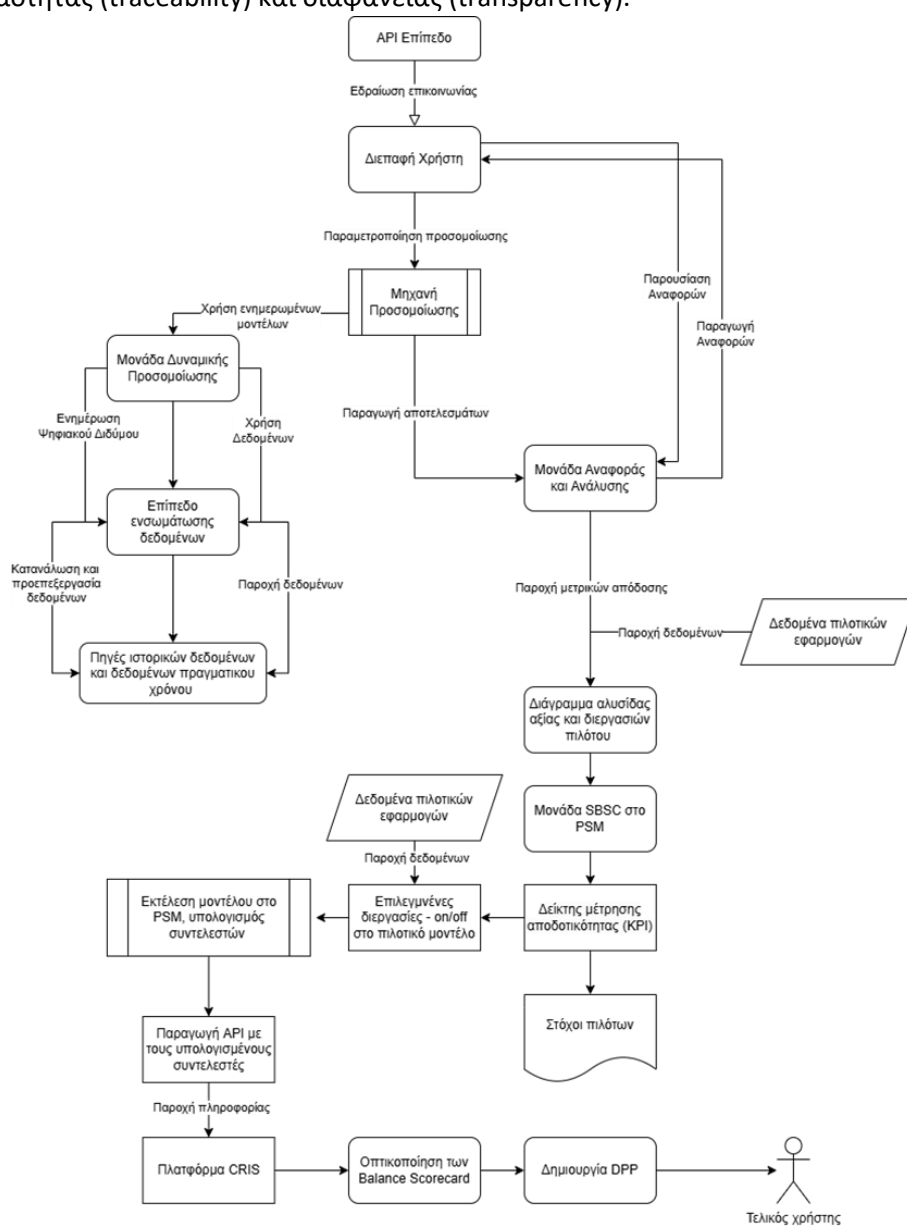 (traceability) και διαφάνειας (transparency).
API Επίπεδο
Εδραίωση επικοινωνίας
Διεπαφή Χρήστη
Παραμετροποίηση προσομοίωσης
Παρουσίαση
Αναφορών
Παραγωγή
Αναφορών
Μηχανή
Προσομοίωσης
Χρήση ενημερωμένων
μοντέλων
Μονάδα Δυναμικής
Προσομοίωσης
Ενημέρωση
Ψηφιακού Διδύμου
Χρήση
Δεδομένων
Παραγωγή αποτελεσμάτων
Μονάδα Αναφοράς
και Ανάλυσης
Επίπεδο
ενσωμάτωσης
δεδομένων
Κατανάλωση και
προεπεξεργασία
δεδομένων
Παροχή δεδομένων
Παροχή μετρικών απόδοσης
Παροχή δεδομένων
Δεδομένα πιλοτικών
εφαρμογών
Πηγές ιστορικών δεδομένων
και δεδομένων πραγματικου
χρόνου
Διάγραμμα αλυσίδας
αξίας και διεργασιών
πιλότου
Δεδομένα πιλοτικών
εφαρμογών
Μονάδα SBSC στο
PSM
Παροχή δεδομένων
Εκτέλεση μοντέλου στο
PSM, υπολογισμός
συντελεστών
Επιλεγμένες
διεργασίες - on/off
στο πιλοτικό μοντέλο
Δείκτης μέτρησης
αποδοτικότητας (KPI)
Στόχοι πιλότων
Παραγωγή API με
τους υπολογισμένους
συντελεστές
Παροχή πληροφορίας
Πλατφόρμα CRIS
Οπτικοποίηση των
Balance Scorecard
Δημιουργία DPP
Τελικός χρήστης